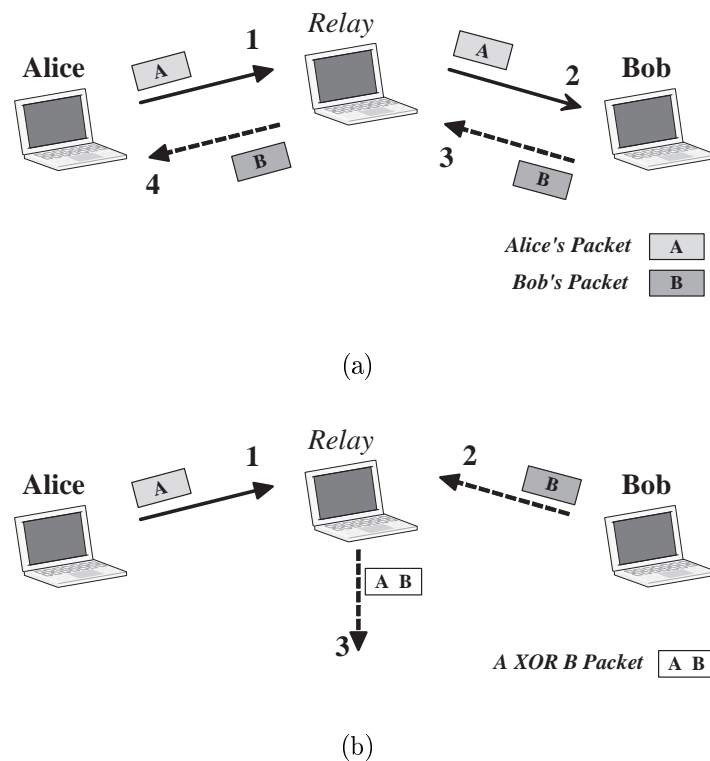 Relay
1
A
2
Alice
Bob
A
B
3
B
4
Alice's Packet A
Bob's Packet B
(a)
Relay
1
2
Alice
Bob
A
B
A B
3
A XOR B Packet A B
(b)